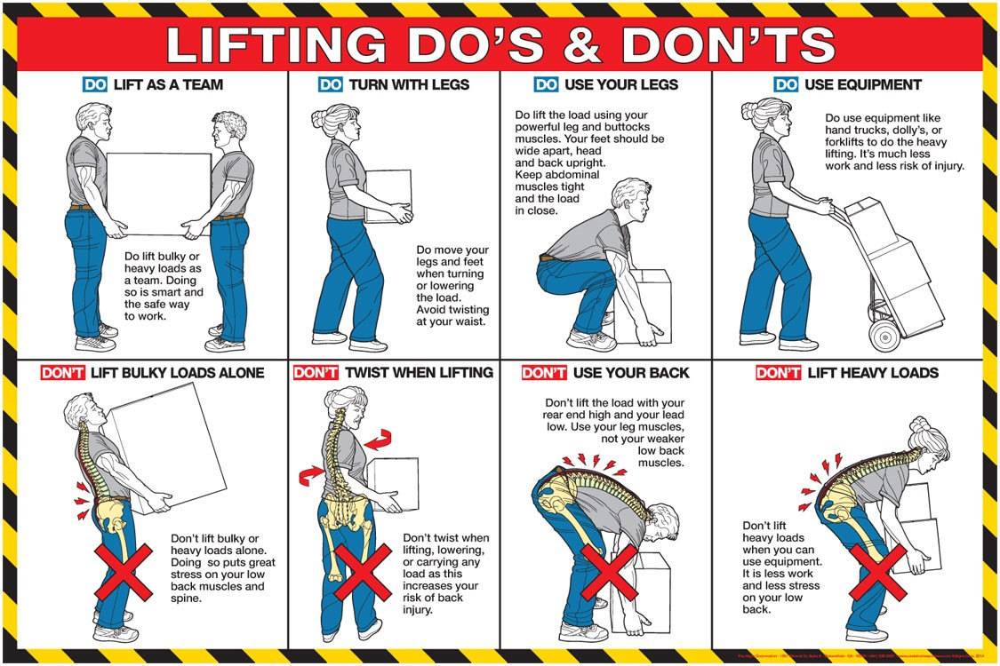 LIFTING DO'S & DON'TS
DO LIFT AS A TEAM
Do lift bulky or
heavy loads as
a team. Doing
so is smart and
the safe way
to work.
DO TURN WITH LEGS
Do move your
legs and feet
when turning
or lowering
the load.
Avoid twisting
at your waist.
DO USE YOUR LEGS
Do lift the load using your
powerful leg and buttocks
muscles. Your feet should be
wide apart, head
and back upright.
Keep abdominal
muscles tight
and the load
in close.
DO USE EQUIPMENT
Do use equipment like
hand trucks, dolly's, or
forklifts to do the heavy
lifting. It's much less
work and less risk of injury.
DON'T LIFT BULKY LOADS ALONE
Don't lift bulky or
heavy loads alone.
Doing so puts great
stress on your low
back muscles and
spine.
DON'T TWIST WHEN LIFTING
Don't twist when
lifting, lowering,
or carrying any
load as this
increases your
risk of back
injury.
DON'T USE YOUR BACK
Don't lift the load with your
rear end high and your lead
low. Use your leg muscles,
not your weaker
low back
muscles.
DON'T LIFT HEAVY LOADS
Don't lift
heavy loads
when you can
use equipment.
It is less work
and less stress
on your low
back.